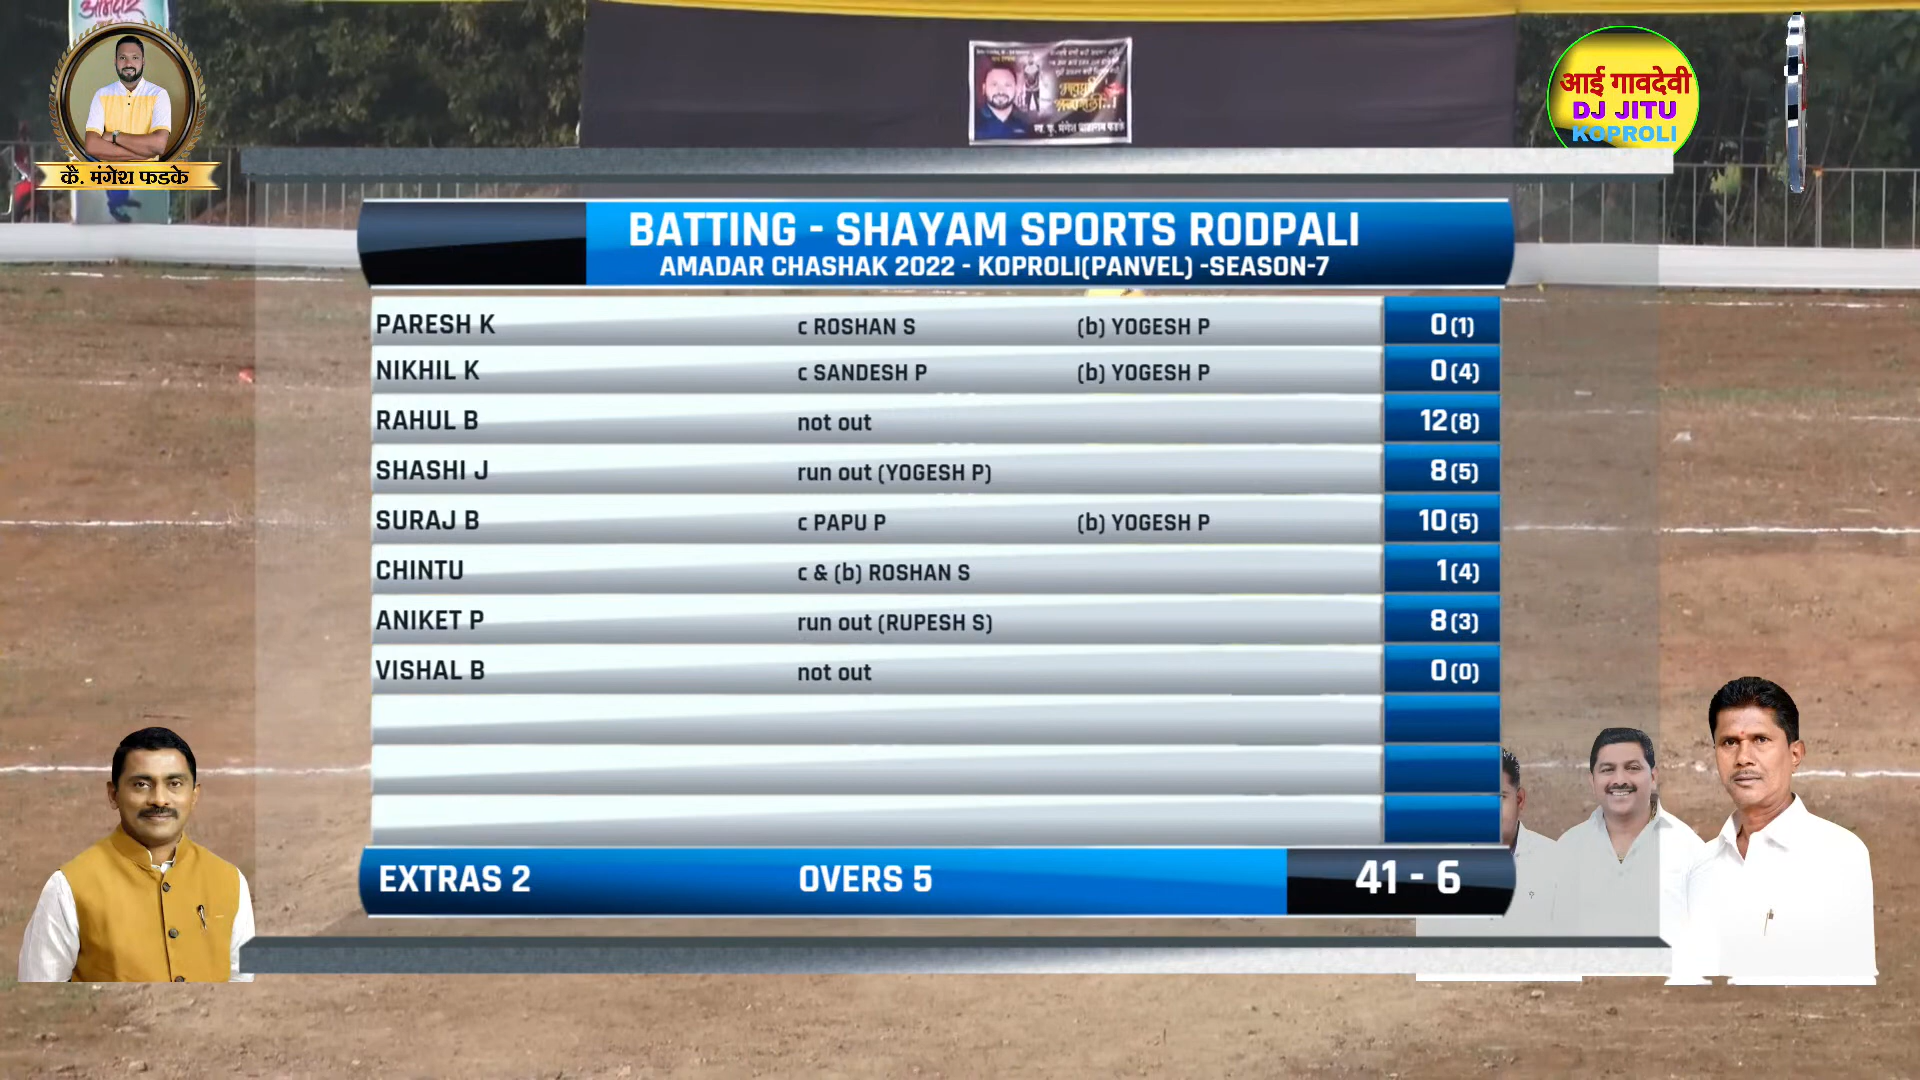 आमदार
कै. मंगेश फडके
आई गावदेवी
DJ JITU
KOPROLI
BATTING - SHAYAM SPORTS RODPALI
AMADAR CHASHAK 2022 - KOPROLI(PANVEL) -SEASON-7
PARESH K c ROSHAN S (b) YOGESH P 0 (1)
NIKHIL K c SANDESH P (b) YOGESH P 0 (4)
RAHUL B not out 12 (8)
SHASHI J run out (YOGESH P) 8 (5)
SURAJ B c PAPU P (b) YOGESH P 10 (5)
CHINTU c & (b) ROSHAN S 1 (4)
ANIKET P run out (RUPESH S) 8 (3)
VISHAL B not out 0 (0)
EXTRAS 2 OVERS 5 41 - 6